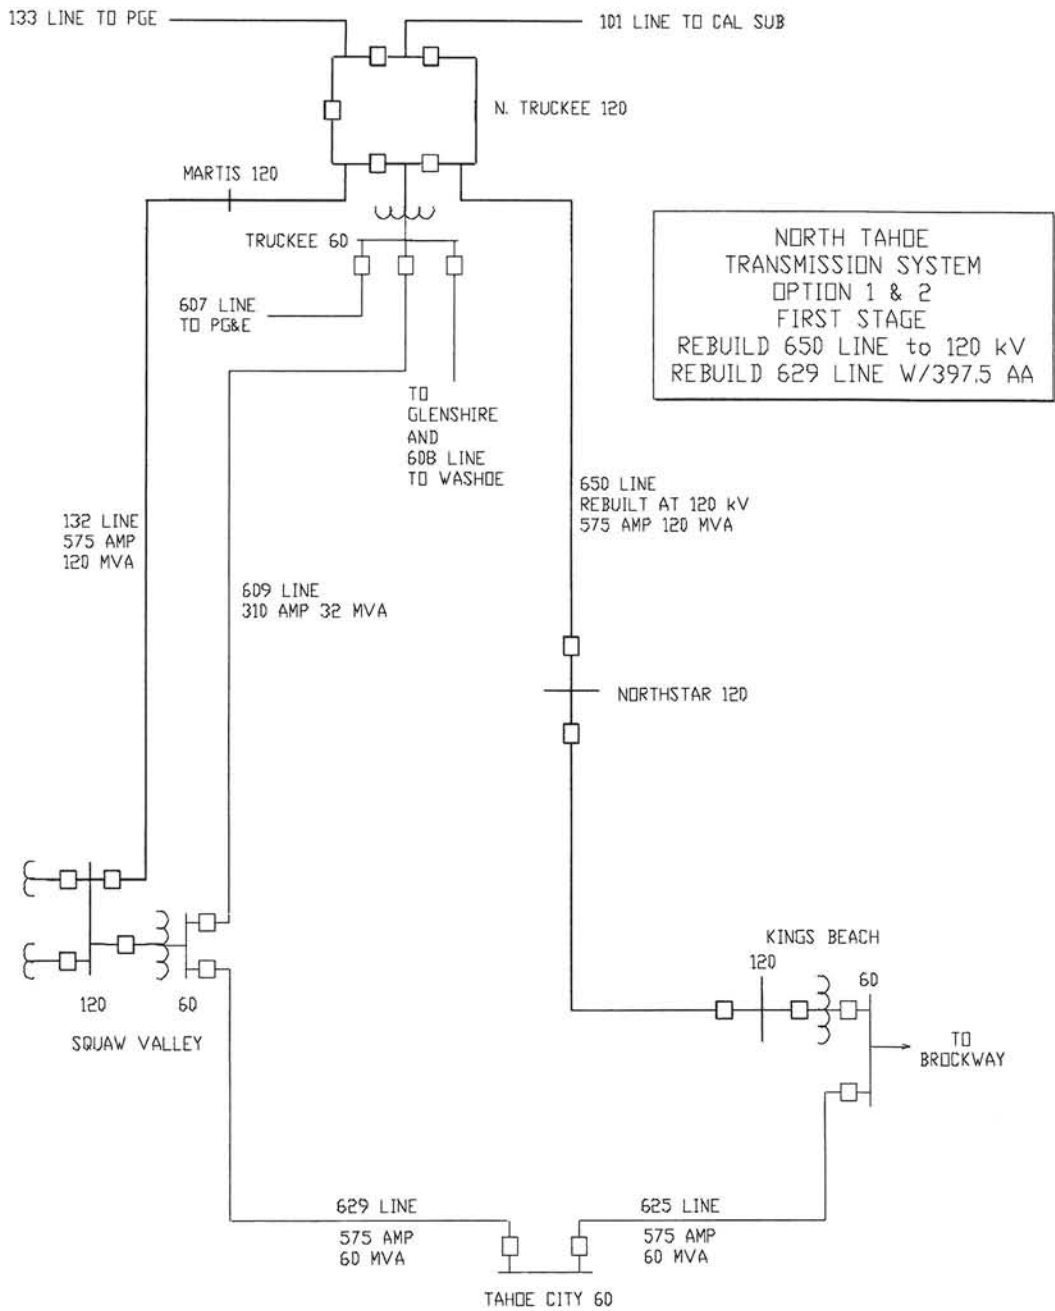 133 LINE TO PGE
101 LINE TO CAL SUB
N. TRUCKEE 120
MARTIS 120
TRUCKEE 60
607 LINE
TO PG&E
TO
GLENSHIRE
AND
608 LINE
TO WASHOE
NORTH TAHOE
TRANSMISSION SYSTEM
OPTION 1 & 2
FIRST STAGE
REBUILD 650 LINE to 120 kV
REBUILD 629 LINE W/397.5 AA
650 LINE
REBUILT AT 120 kV
575 AMP 120 MVA
132 LINE
575 AMP
120 MVA
609 LINE
310 AMP 32 MVA
NORTHSTAR 120
KINGS BEACH
120
60
TO
BROCKWAY
120
60
SQUAW VALLEY
629 LINE
575 AMP
60 MVA
625 LINE
575 AMP
60 MVA
TAHOE CITY 60